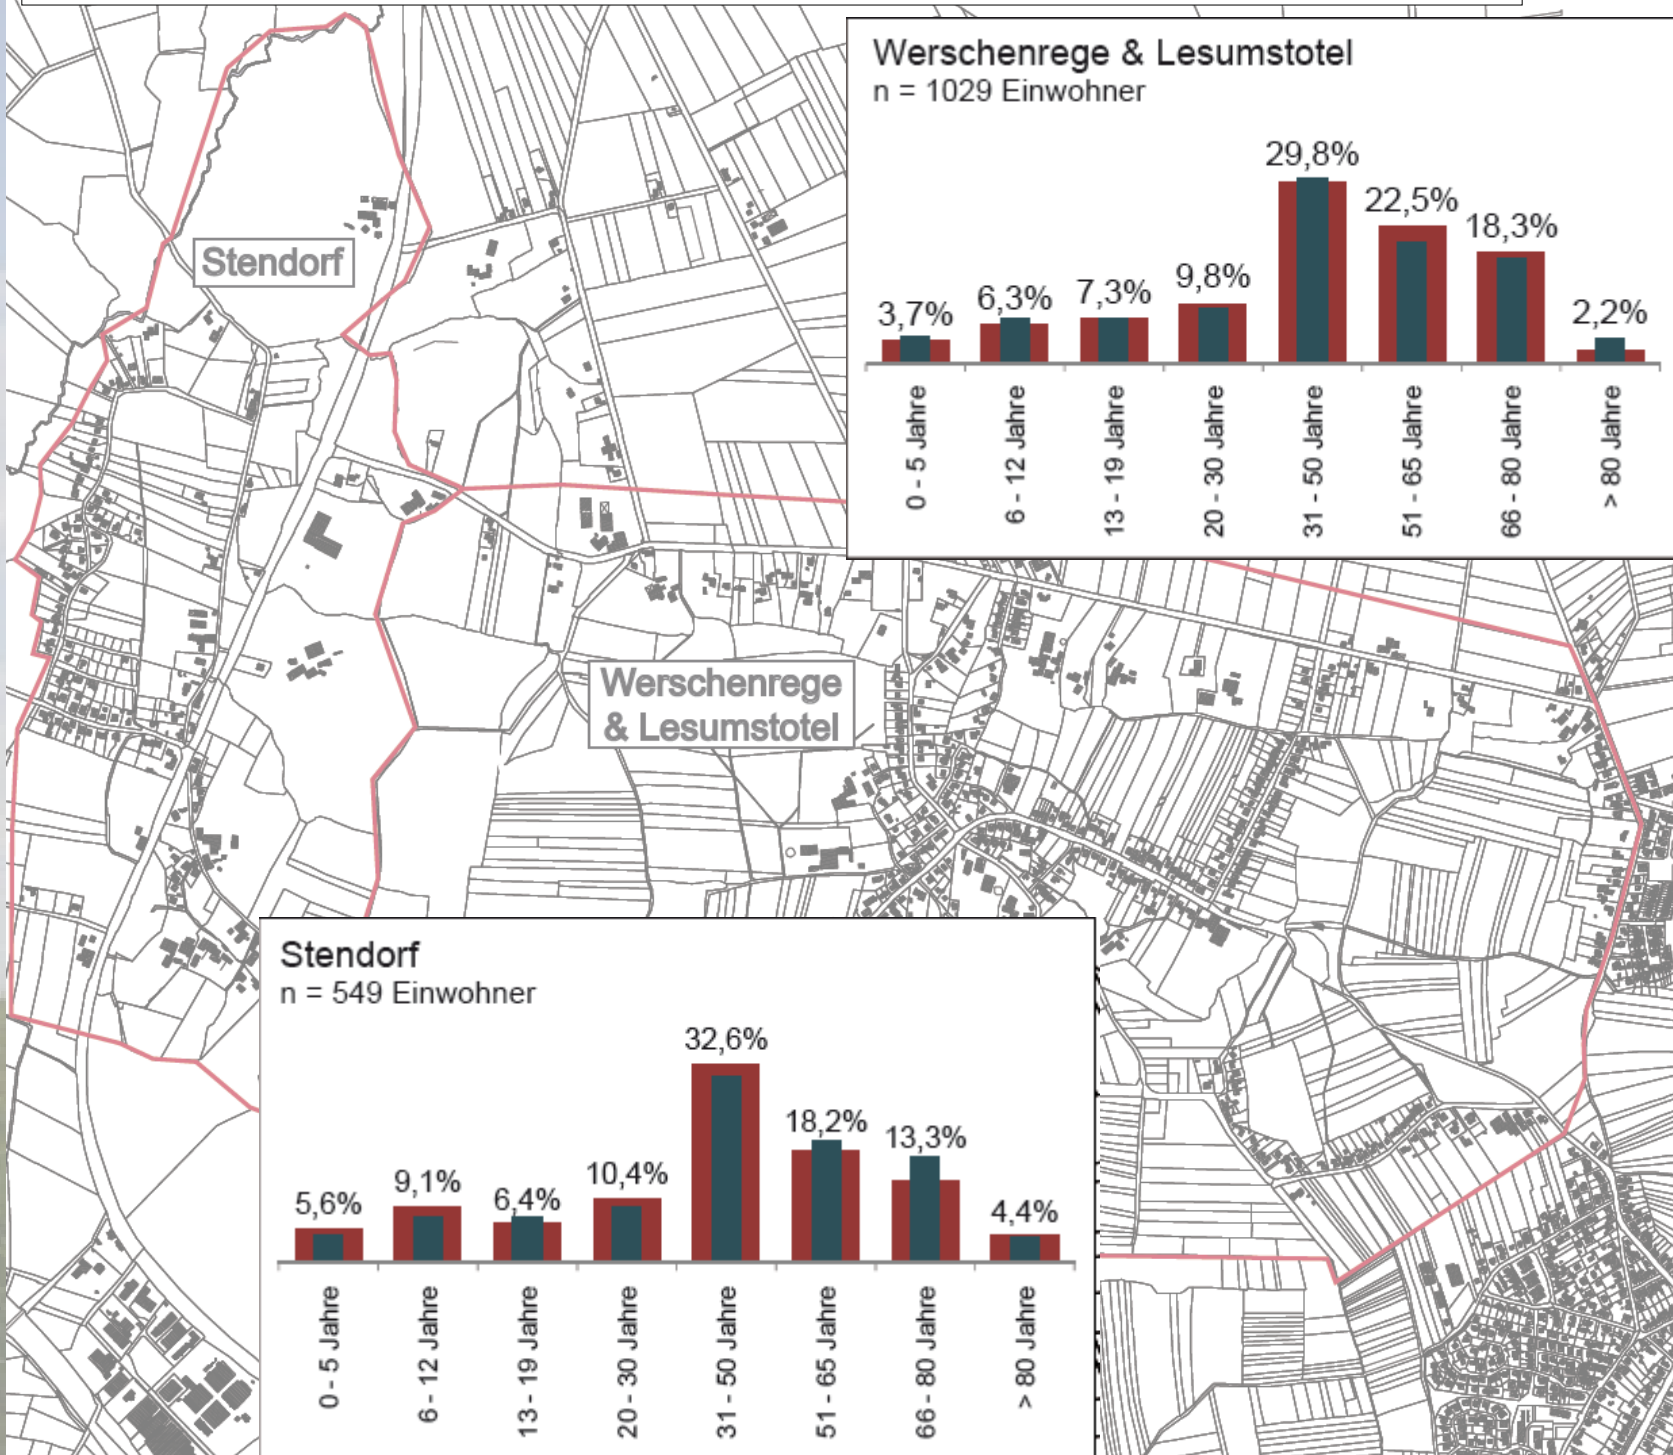 Werschenrege & Lesumstotel
n = 1029 Einwohner
3,7%
6,3%
7,3%
9,8%
29,8%
22,5%
18,3%
2,2%
0 - 5 Jahre
6 - 12 Jahre
13 - 19 Jahre
20 - 30 Jahre
31 - 50 Jahre
51 - 65 Jahre
66 - 80 Jahre
> 80 Jahre
Stendorf
Werschenrege
& Lesumstotel
Stendorf
n = 549 Einwohner
5,6%
9,1%
6,4%
10,4%
32,6%
18,2%
13,3%
4,4%
0 - 5 Jahre
6 - 12 Jahre
13 - 19 Jahre
20 - 30 Jahre
31 - 50 Jahre
51 - 65 Jahre
66 - 80 Jahre
> 80 Jahre